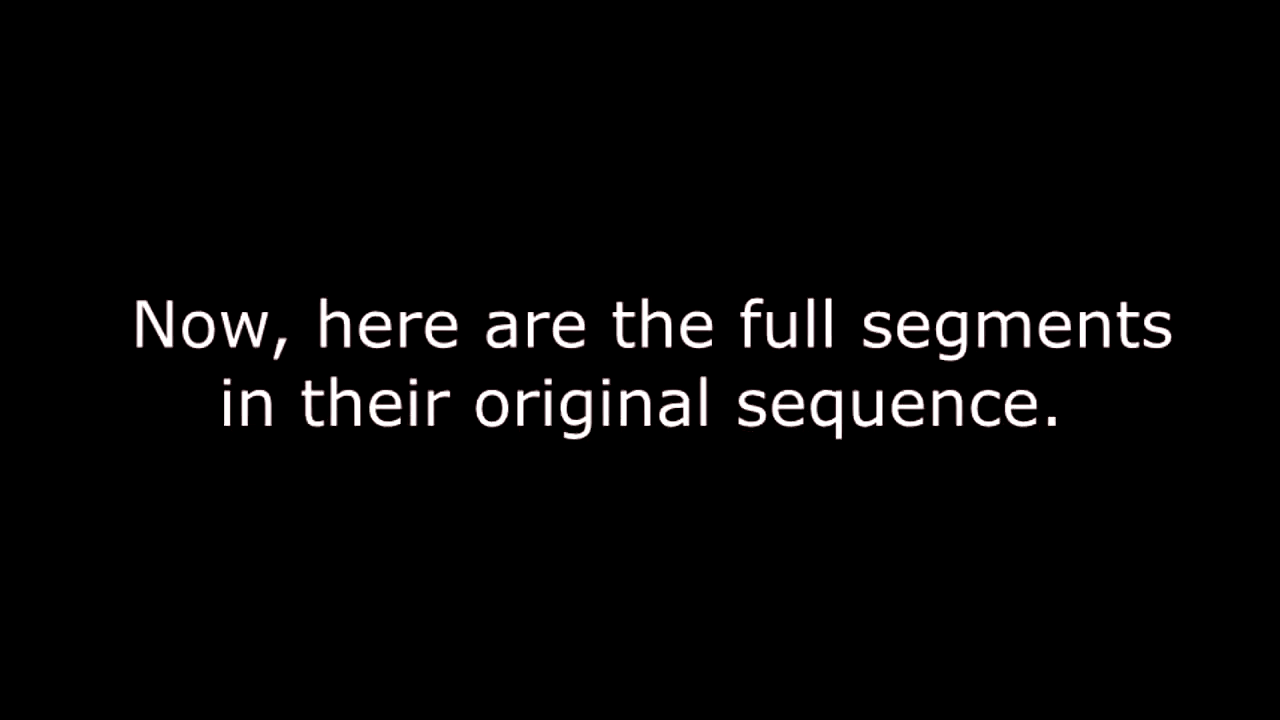 Now, here are the full segments
in their original sequence.